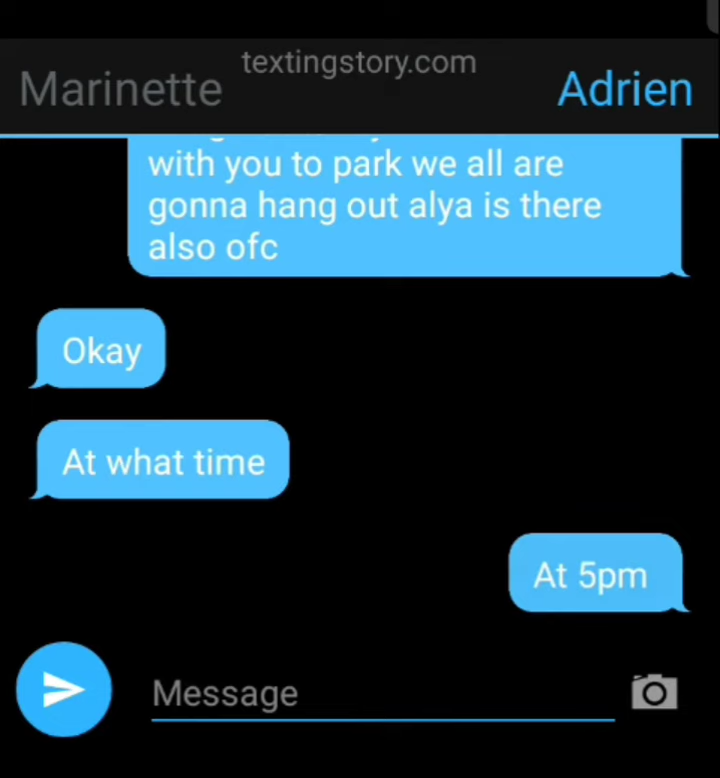 textingstory.com
Marinette
Adrien
with you to park we all are
gonna hang out alya is there
also ofc
Okay
At what time
At 5pm
Message